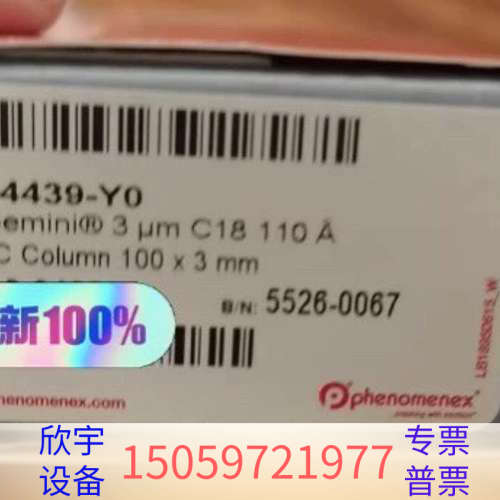 4439-Y0
emini® 3 µm C18 110 Å
C Column 100 x 3 mm
B/N: 5526-0067
新100%
phenomenex.com
phenomenex®
欣宇
设备
15059721977
专票
普票